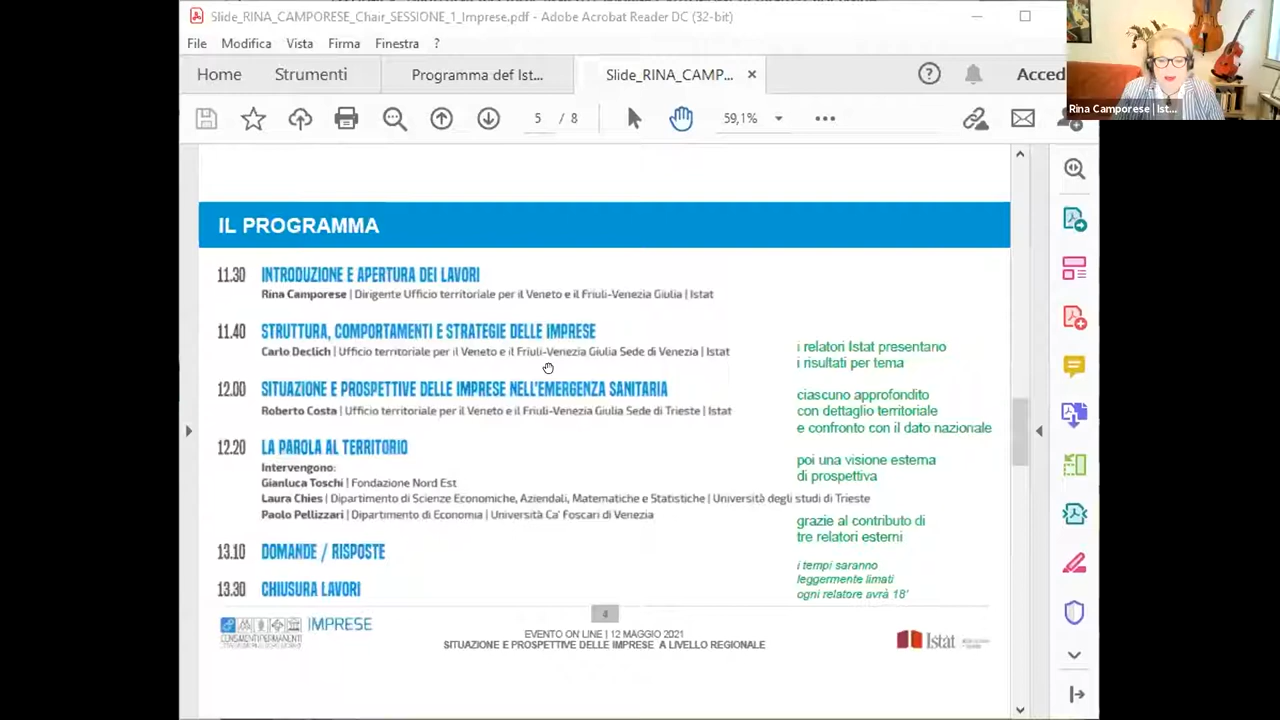 Slide_RINA_CAMPORESE_Chair_SESSIONE_1_Imprese.pdf - Adobe Acrobat Reader DC (32-bit)
File Modifica Vista Firma Finestra ?
Home Strumenti Programma def Ist... Slide_RINA_CAMP... Acced
5 / 8 59,1%
Rina Camporese | Ist...
IL PROGRAMMA
11.30 INTRODUZIONE E APERTURA DEI LAVORI
Rina Camporese | Dirigente Ufficio territoriale per il Veneto e il Friuli-Venezia Giulia | Istat
11.40 STRUTTURA, COMPORTAMENTI E STRATEGIE DELLE IMPRESE
Carlo Declich | Ufficio territoriale per il Veneto e il Friuli-Venezia Giulia Sede di Venezia | Istat
12.00 SITUAZIONE E PROSPETTIVE DELLE IMPRESE NELL'EMERGENZA SANITARIA
Roberto Costa | Ufficio territoriale per il Veneto e il Friuli-Venezia Giulia Sede di Trieste | Istat
12.20 LA PAROLA AL TERRITORIO
Intervengono:
Gianluca Toschi | Fondazione Nord Est
Laura Chies | Dipartimento di Scienze Economiche, Aziendali, Matematiche e Statistiche | Università degli studi di Trieste
Paolo Pellizzari | Dipartimento di Economia | Università Ca' Foscari di Venezia
13.10 DOMANDE / RISPOSTE
13.30 CHIUSURA LAVORI
i relatori Istat presentano
i risultati per tema
ciascuno approfondito
con dettaglio territoriale
e confronto con il dato nazionale
poi una visione esterna
di prospettiva
grazie al contributo di
tre relatori esterni
i tempi saranno
leggermente limati
ogni relatore avrà 18'
4
IMPRESE
CENSIMENTI PERMANENTI
EVENTO ON LINE | 12 MAGGIO 2021
SITUAZIONE E PROSPETTIVE DELLE IMPRESE A LIVELLO REGIONALE
Istat